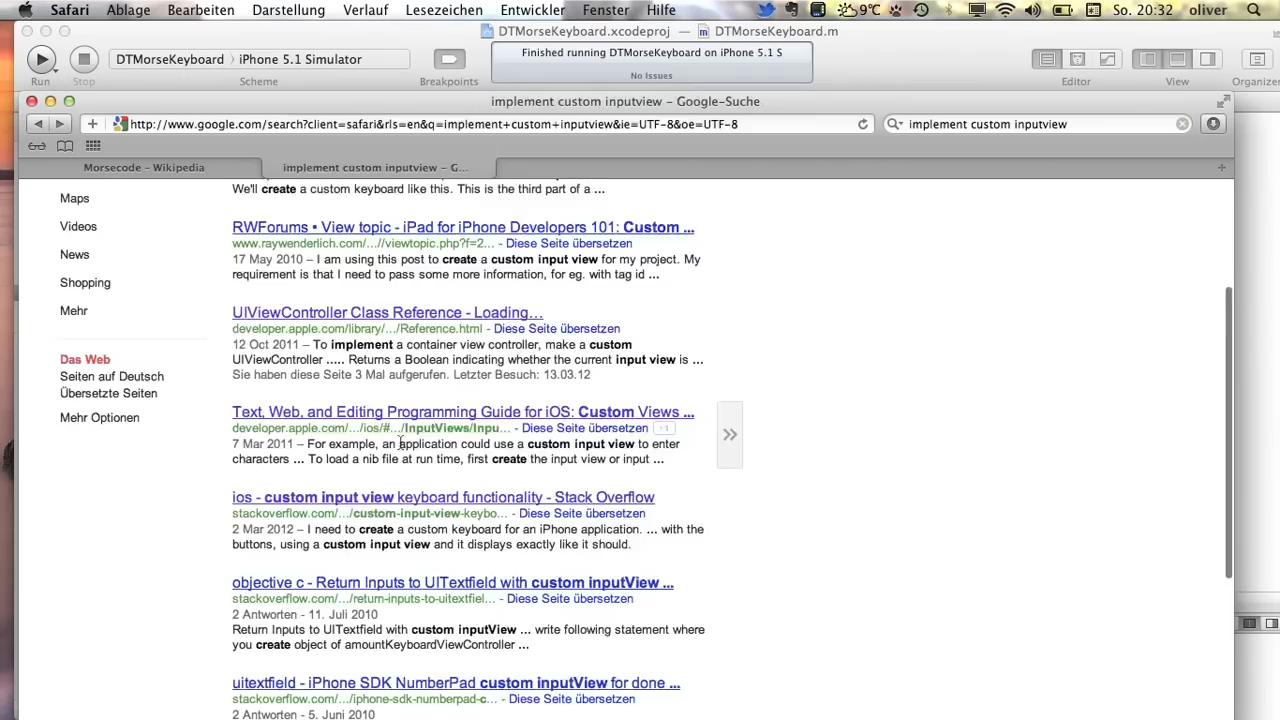 Safari Ablage Bearbeiten Darstellung Verlauf Lesezeichen Entwickler Fenster Hilfe 9°C So. 20:32 oliver
DTMorseKeyboard.xcodeproj — DTMorseKeyboard.m
DTMorseKeyboard 〉 iPhone 5.1 Simulator
Finished running DTMorseKeyboard on iPhone 5.1 S
No Issues
Run Stop Scheme Breakpoints Editor View Organizer
implement custom inputview – Google-Suche
http://www.google.com/search?client=safari&rls=en&q=implement+custom+inputview&ie=UTF-8&oe=UTF-8
implement custom inputview
Morsecode – Wikipedia
implement custom inputview – G...
Maps
Videos
News
Shopping
Mehr
Das Web
Seiten auf Deutsch
Übersetzte Seiten
Mehr Optionen
We'll create a custom keyboard like this. This is the third part of a ...
RWForums • View topic - iPad for iPhone Developers 101: Custom ...
www.raywenderlich.com/...//viewtopic.php?f=2... - Diese Seite übersetzen
17 May 2010 – I am using this post to create a custom input view for my project. My
requirement is that I need to pass some more information, for eg. with tag id ...
UIViewController Class Reference - Loading…
developer.apple.com/library/.../Reference.html - Diese Seite übersetzen
12 Oct 2011 – To implement a container view controller, make a custom
UIViewController ..... Returns a Boolean indicating whether the current input view is ...
Sie haben diese Seite 3 Mal aufgerufen. Letzter Besuch: 13.03.12
Text, Web, and Editing Programming Guide for iOS: Custom Views ...
developer.apple.com/.../ios/#.../InputViews/Inpu... - Diese Seite übersetzen +1
7 Mar 2011 – For example, an application could use a custom input view to enter
characters ... To load a nib file at run time, first create the input view or input ...
ios - custom input view keyboard functionality - Stack Overflow
stackoverflow.com/.../custom-input-view-keybo... - Diese Seite übersetzen
2 Mar 2012 – I need to create a custom keyboard for an iPhone application. ... with the
buttons, using a custom input view and it displays exactly like it should.
objective c - Return Inputs to UITextfield with custom inputView ...
stackoverflow.com/.../return-inputs-to-uitextfiel... - Diese Seite übersetzen
2 Antworten - 11. Juli 2010
Return Inputs to UITextfield with custom inputView ... write following statement where
you create object of amountKeyboardViewController ...
uitextfield - iPhone SDK NumberPad custom inputView for done ...
stackoverflow.com/.../iphone-sdk-numberpad-c... - Diese Seite übersetzen
2 Antworten - 5. Juni 2010